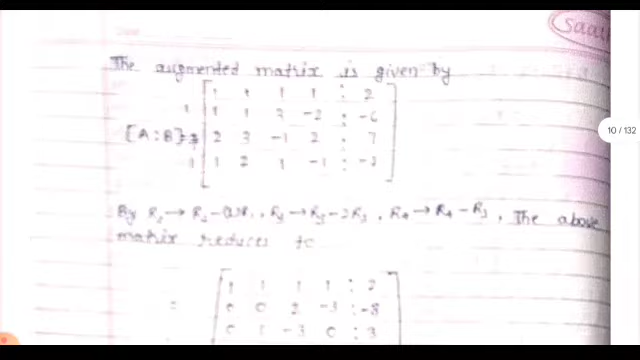 The augmented matrix is given by
1 1 1 1 : 2
1 1 3 -2 : -6
[A:B] = 2 3 -1 2 : 7
1 2 1 -1 : -2
By R₂ → R₂ - (1)R₁, R₃ → R₃ - 2R₁, R₄ → R₄ - R₁, The above
matrix reduces to
10 / 132
= 1 1 1 1 : 2
0 0 2 -3 : -8
0 1 -3 0 : 3